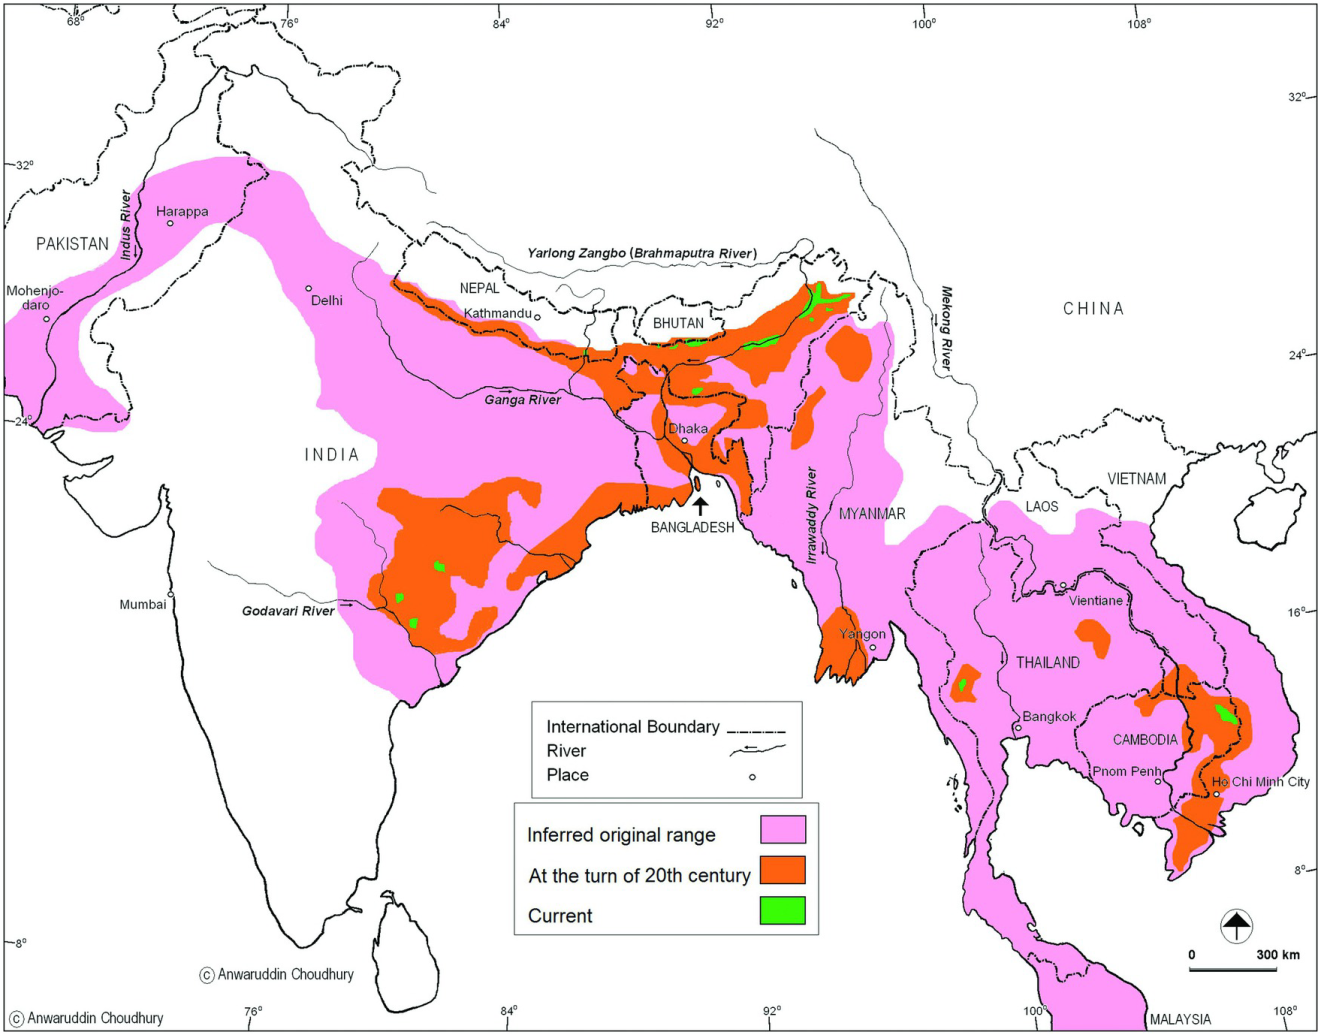 68°
76°
84°
92°
100°
108°
32°
32°
Harappa
Indus River
PAKISTAN
Yarlong Zangbo (Brahmaputra River)
NEPAL
Mohenjo-
daro
Delhi
Kathmandu
BHUTAN
Mekong River
CHINA
24°
24°
Ganga River
Dhaka
INDIA
VIETNAM
LAOS
MYANMAR
BANGLADESH
Irrawaddy River
Mumbai
Godavari River
Vientiane
16°
Yangon
THAILAND
Bangkok
CAMBODIA
Pnom Penh
Ho Chi Minh City
International Boundary
River
Place
Inferred original range
At the turn of 20th century
Current
8°
8°
0 300 km
© Anwaruddin Choudhury
© Anwaruddin Choudhury
76°
84°
92°
100°
108°
MALAYSIA